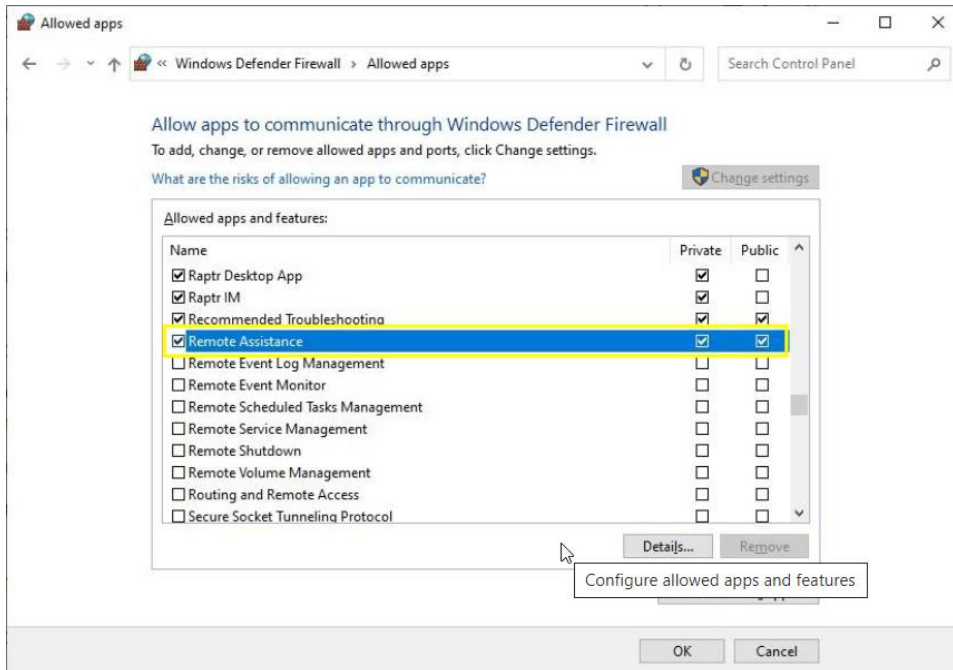 Allowed apps
« Windows Defender Firewall > Allowed apps
Search Control Panel
Allow apps to communicate through Windows Defender Firewall
To add, change, or remove allowed apps and ports, click Change settings.
What are the risks of allowing an app to communicate?
Change settings
Allowed apps and features:
Name Private Public
Raptr Desktop App
Raptr IM
Recommended Troubleshooting
Remote Assistance
Remote Event Log Management
Remote Event Monitor
Remote Scheduled Tasks Management
Remote Service Management
Remote Shutdown
Remote Volume Management
Routing and Remote Access
Secure Socket Tunneling Protocol
Details... Remove
Configure allowed apps and features
OK Cancel